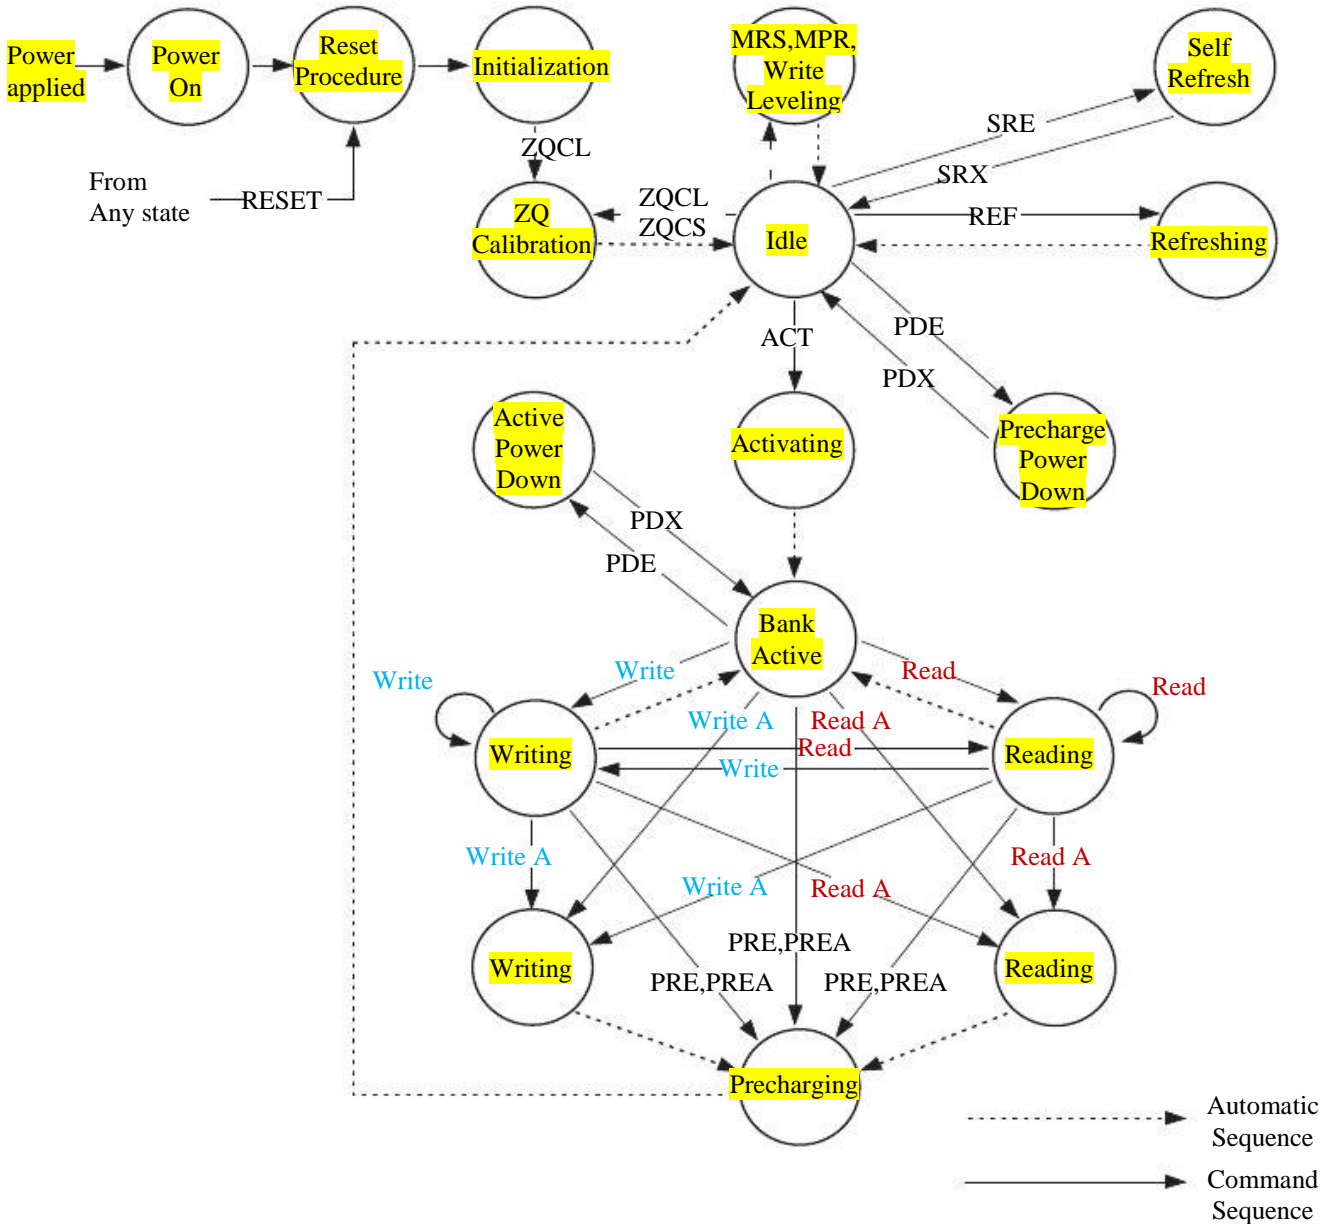 Power
applied
Power
On
Reset
Procedure
Initialization
MRS,MPR,
Write
Leveling
Self
Refresh
From
Any state
RESET
ZQCL
ZQ
Calibration
ZQCL
ZQCS
Idle
SRE
SRX
REF
Refreshing
ACT
PDE
PDX
Active
Power
Down
Activating
Precharge
Power
Down
PDX
PDE
Bank
Active
Write
Write
Read
Read
Write A
Read A
Writing
Read
Write
Reading
Write A
Write A
Read A
Read A
Writing
PRE,PREA
PRE,PREA
PRE,PREA
Reading
Precharging
Automatic
Sequence
Command
Sequence